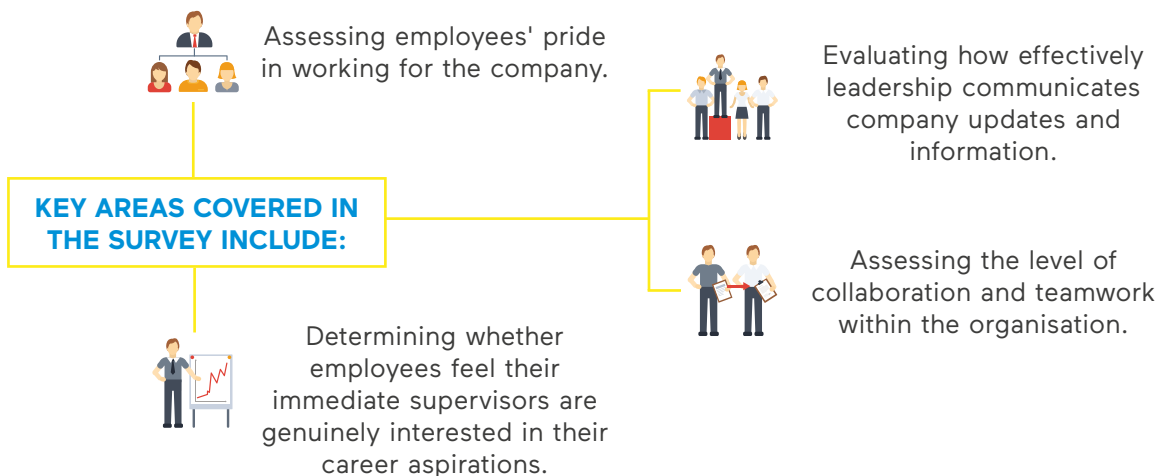 Assessing employees' pride
in working for the company.
Evaluating how effectively
leadership communicates
company updates and
information.
KEY AREAS COVERED IN
THE SURVEY INCLUDE:
Assessing the level of
collaboration and teamwork
within the organisation.
Determining whether
employees feel their
immediate supervisors are
genuinely interested in their
career aspirations.